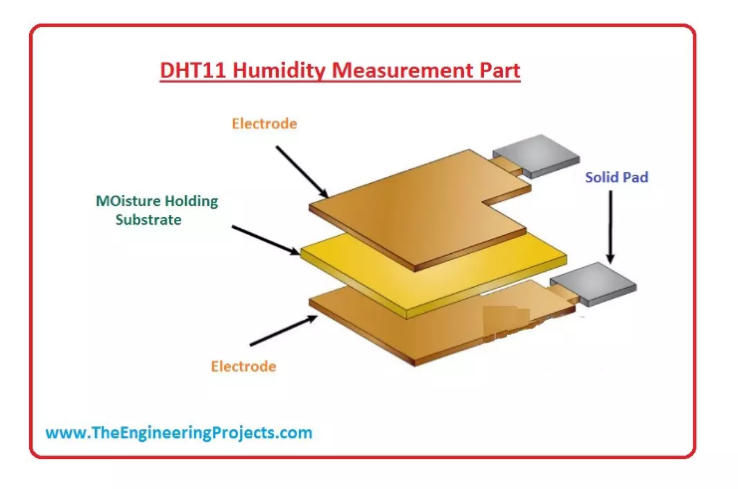 DHT11 Humidity Measurement Part
Electrode
Solid Pad
MOisture Holding
Substrate
Electrode
www.TheEngineeringProjects.com